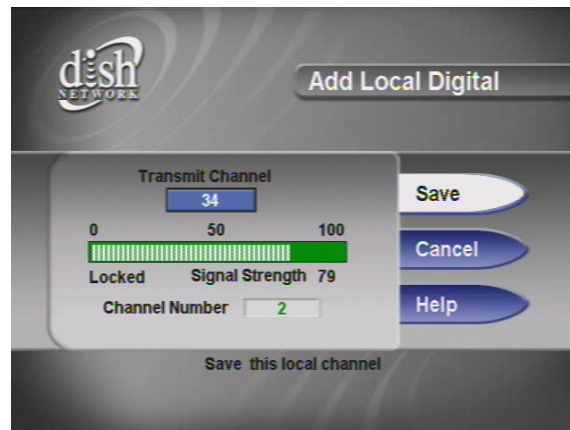 dish
NETWORK
Add Local Digital
Transmit Channel
34
0 50 100
Locked Signal Strength 79
Channel Number 2
Save
Cancel
Help
Save this local channel